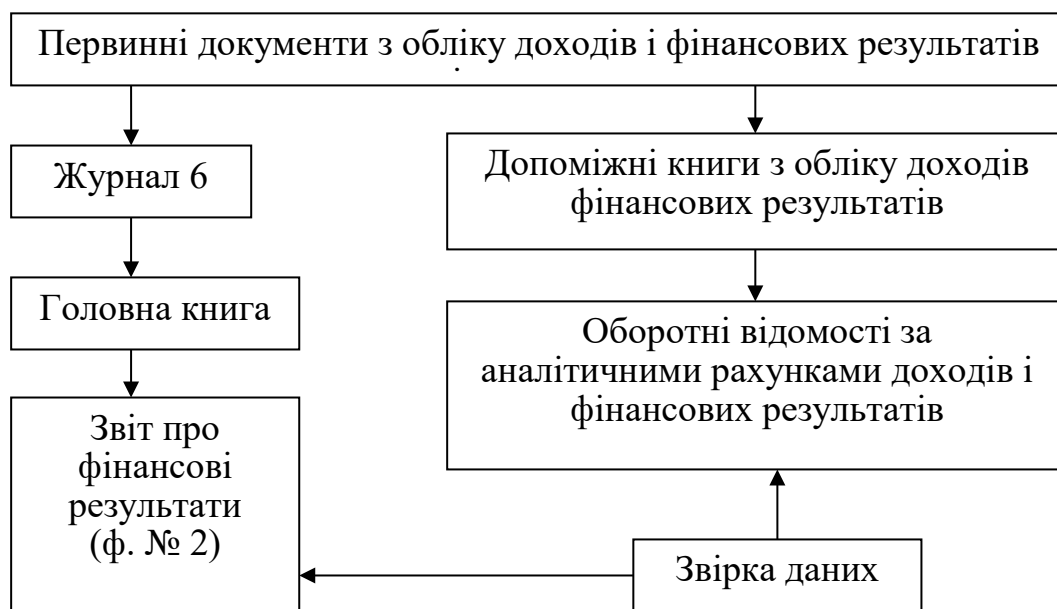 Первинні документи з обліку доходів і фінансових результатів
.
Журнал 6
Допоміжні книги з обліку доходів
фінансових результатів
Головна книга
Оборотні відомості за
аналітичними рахунками доходів і
фінансових результатів
Звіт про
фінансові
результати
(ф. № 2)
Звірка даних